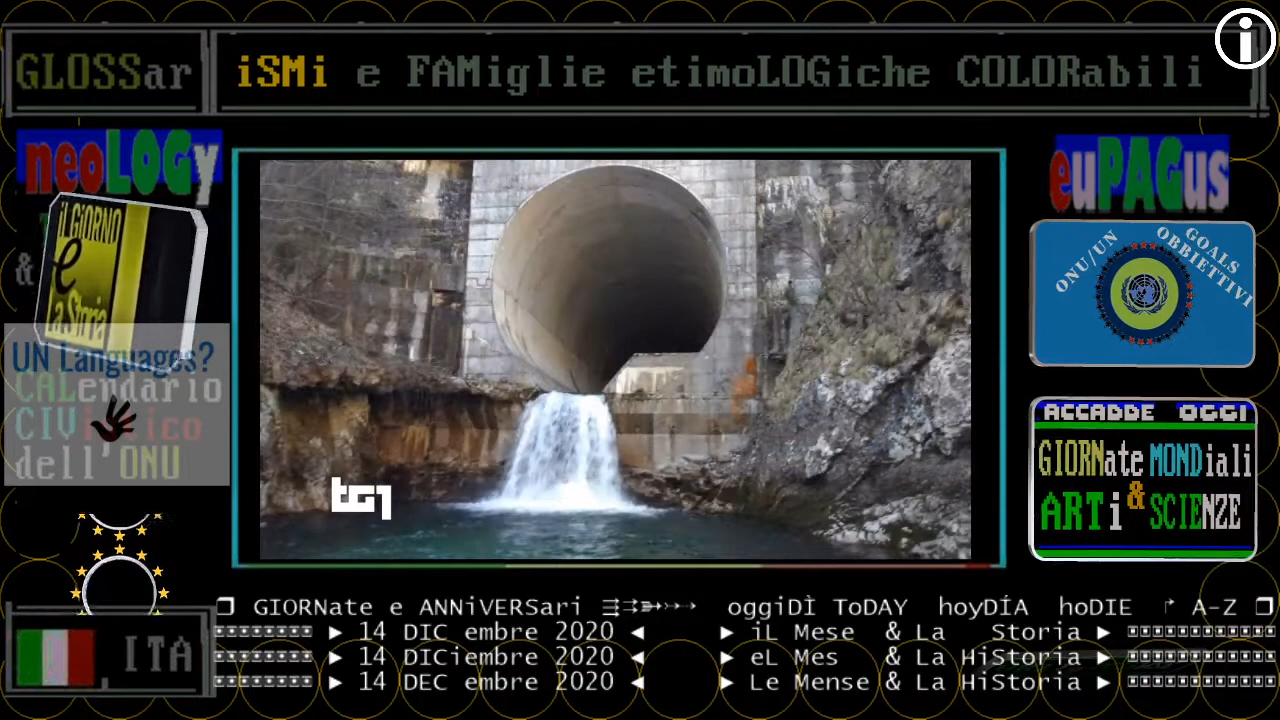 GLOSSar
iSMi e FAMiglie etimoLOGiche COLORabili
neoLOGy
iL GiORNO
e
La Storia
&
UN Languages?
CALendario
CIVi
dell'ONU
euPAGus
ONU/UN
GOALS
OBBIETTIVI
ACCADDE OGGI
GIORNate MONDiali
ARTi & SCIENZE
tg1
ITA
GIORNate e ANNiVERSari oggiDÌ ToDAY hoyDÍA hoDIE A-Z
14 DIC embre 2020 iL Mese & La Storia
14 DICiembre 2020 eL Mes & La HiStoria
14 DEC embre 2020 Le Mense & La HiStoria